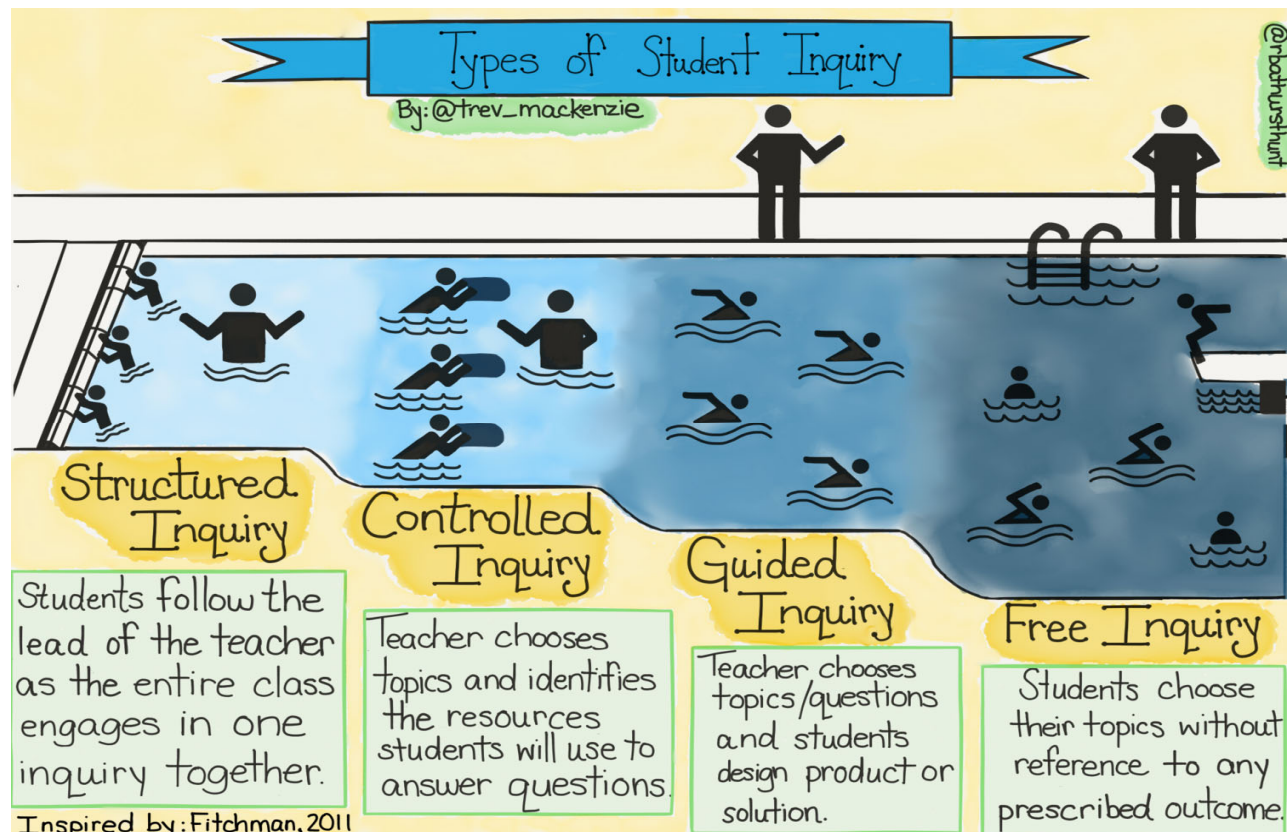 Types of Student Inquiry
By: @trev_mackenzie
@rbathursthunt
Structured
Inquiry
Students follow the
lead of the teacher
as the entire class
engages in one
inquiry together.
Controlled
Inquiry
Teacher chooses
topics and identifies
the resources
students will use to
answer questions.
Guided
Inquiry
Teacher chooses
topics/questions
and students
design product or
solution.
Free Inquiry
Students choose
their topics without
reference to any
prescribed outcome.
Inspired by: Fitchman, 2011